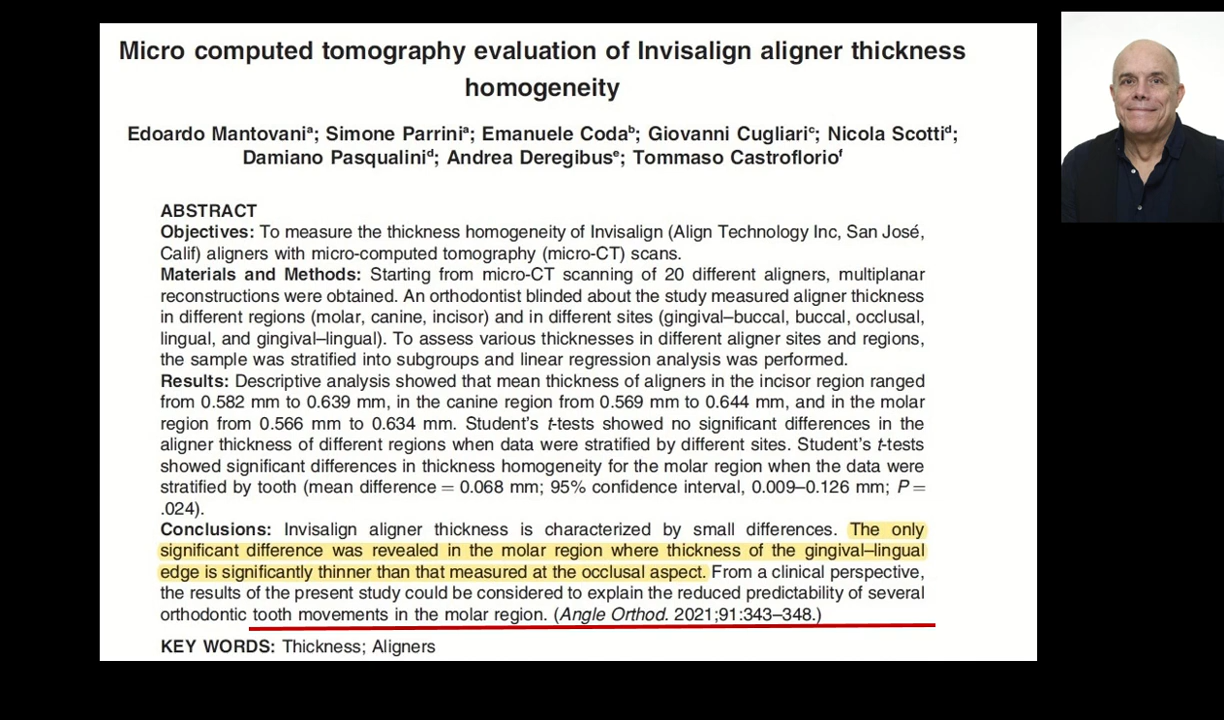 Micro computed tomography evaluation of Invisalign aligner thickness
homogeneity
Edoardo Mantovaniᵃ; Simone Parriniᵃ; Emanuele Codaᵇ; Giovanni Cugliariᶜ; Nicola Scottiᵈ;
Damiano Pasqualiniᵈ; Andrea Deregibusᵉ; Tommaso Castroflorioᶠ
ABSTRACT
Objectives: To measure the thickness homogeneity of Invisalign (Align Technology Inc, San José,
Calif) aligners with micro-computed tomography (micro-CT) scans.
Materials and Methods: Starting from micro-CT scanning of 20 different aligners, multiplanar
reconstructions were obtained. An orthodontist blinded about the study measured aligner thickness
in different regions (molar, canine, incisor) and in different sites (gingival–buccal, buccal, occlusal,
lingual, and gingival–lingual). To assess various thicknesses in different aligner sites and regions,
the sample was stratified into subgroups and linear regression analysis was performed.
Results: Descriptive analysis showed that mean thickness of aligners in the incisor region ranged
from 0.582 mm to 0.639 mm, in the canine region from 0.569 mm to 0.644 mm, and in the molar
region from 0.566 mm to 0.634 mm. Student's t-tests showed no significant differences in the
aligner thickness of different regions when data were stratified by different sites. Student's t-tests
showed significant differences in thickness homogeneity for the molar region when the data were
stratified by tooth (mean difference = 0.068 mm; 95% confidence interval, 0.009–0.126 mm; P =
.024).
Conclusions: Invisalign aligner thickness is characterized by small differences. The only
significant difference was revealed in the molar region where thickness of the gingival–lingual
edge is significantly thinner than that measured at the occlusal aspect. From a clinical perspective,
the results of the present study could be considered to explain the reduced predictability of several
orthodontic tooth movements in the molar region. (Angle Orthod. 2021;91:343–348.)
KEY WORDS: Thickness; Aligners